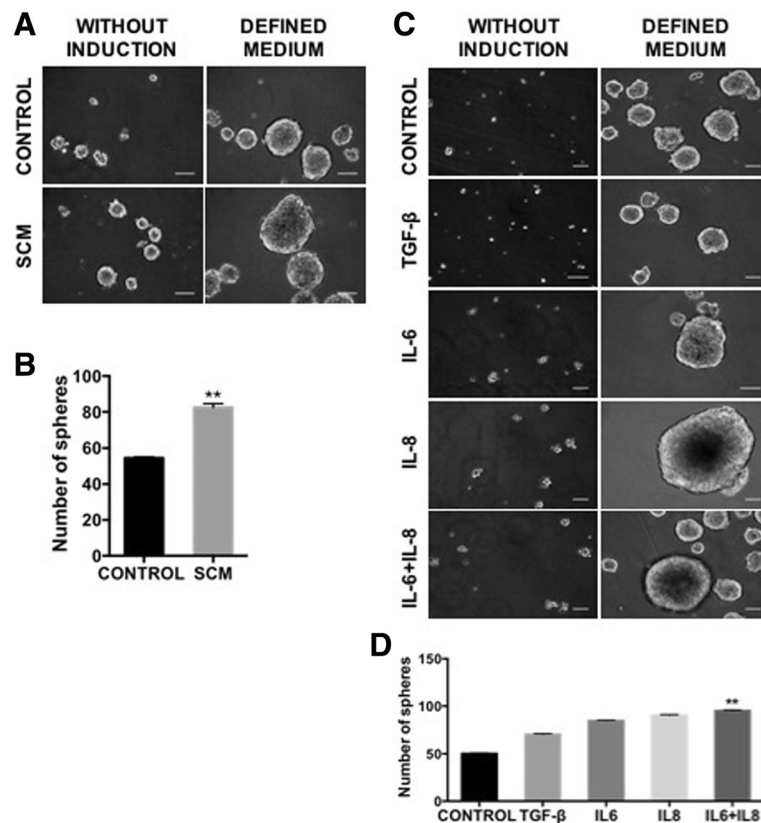 A
WITHOUT INDUCTION
DEFINED MEDIUM
CONTROL
SCM
B
Number of spheres
100
80
60
40
20
0
**
CONTROL SCM
C
WITHOUT INDUCTION
DEFINED MEDIUM
CONTROL
TGF-β
IL-6
IL-8
IL-6+IL-8
D
Number of spheres
150
100
50
0
**
CONTROL TGF-β IL6 IL8 IL6+IL8